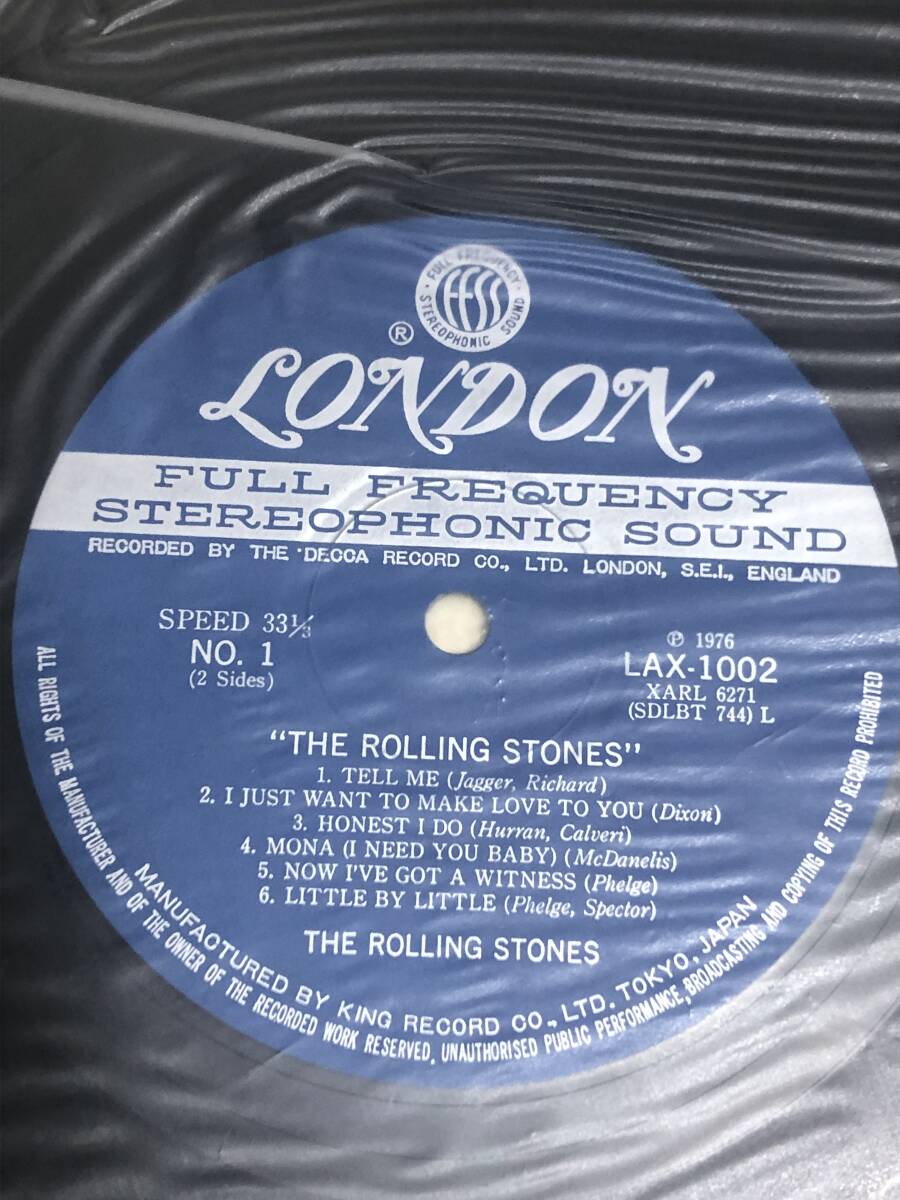 FULL FREQUENCY
FFSS
STEREOPHONIC SOUND
®
LONDON
FULL FREQUENCY
STEREOPHONIC SOUND
RECORDED BY THE DECCA RECORD CO., LTD. LONDON, S.E.I., ENGLAND
SPEED 33⅓
NO. 1
(2 Sides)
℗ 1976
LAX-1002
XARL 6271
(SDLBT 744) L
"THE ROLLING STONES"
1. TELL ME (Jagger, Richard)
2. I JUST WANT TO MAKE LOVE TO YOU (Dixon)
3. HONEST I DO (Hurran, Calveri)
4. MONA (I NEED YOU BABY) (McDanelis)
5. NOW I'VE GOT A WITNESS (Phelge)
6. LITTLE BY LITTLE (Phelge, Spector)
THE ROLLING STONES
MANUFACTURED BY KING RECORD CO., LTD. TOKYO, JAPAN
ALL RIGHTS OF THE MANUFACTURER AND OF THE OWNER OF THE RECORDED WORK RESERVED, UNAUTHORISED PUBLIC PERFORMANCE, BROADCASTING AND COPYING OF THIS RECORD PROHIBITED